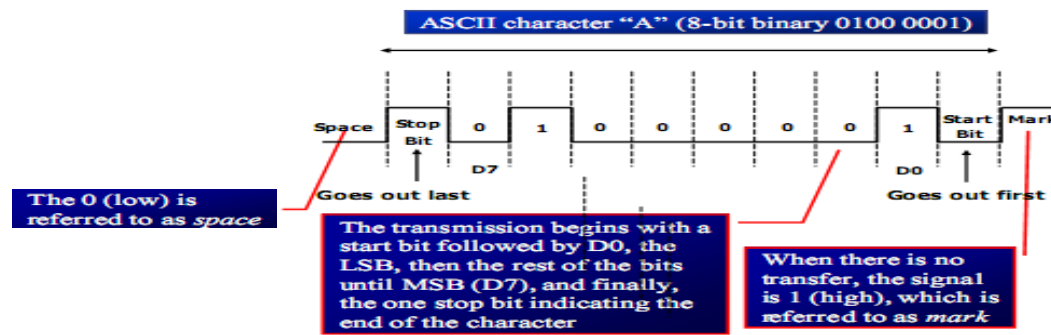 ASCII character “A” (8-bit binary 0100 0001)
Space Stop Bit 0 1 0 0 0 0 0 1 Start Bit Mark
D7 D0
Goes out last Goes out first
The 0 (low) is
referred to as space
The transmission begins with a
start bit followed by D0, the
LSB, then the rest of the bits
until MSB (D7), and finally,
the one stop bit indicating the
end of the character
When there is no
transfer, the signal
is 1 (high), which is
referred to as mark